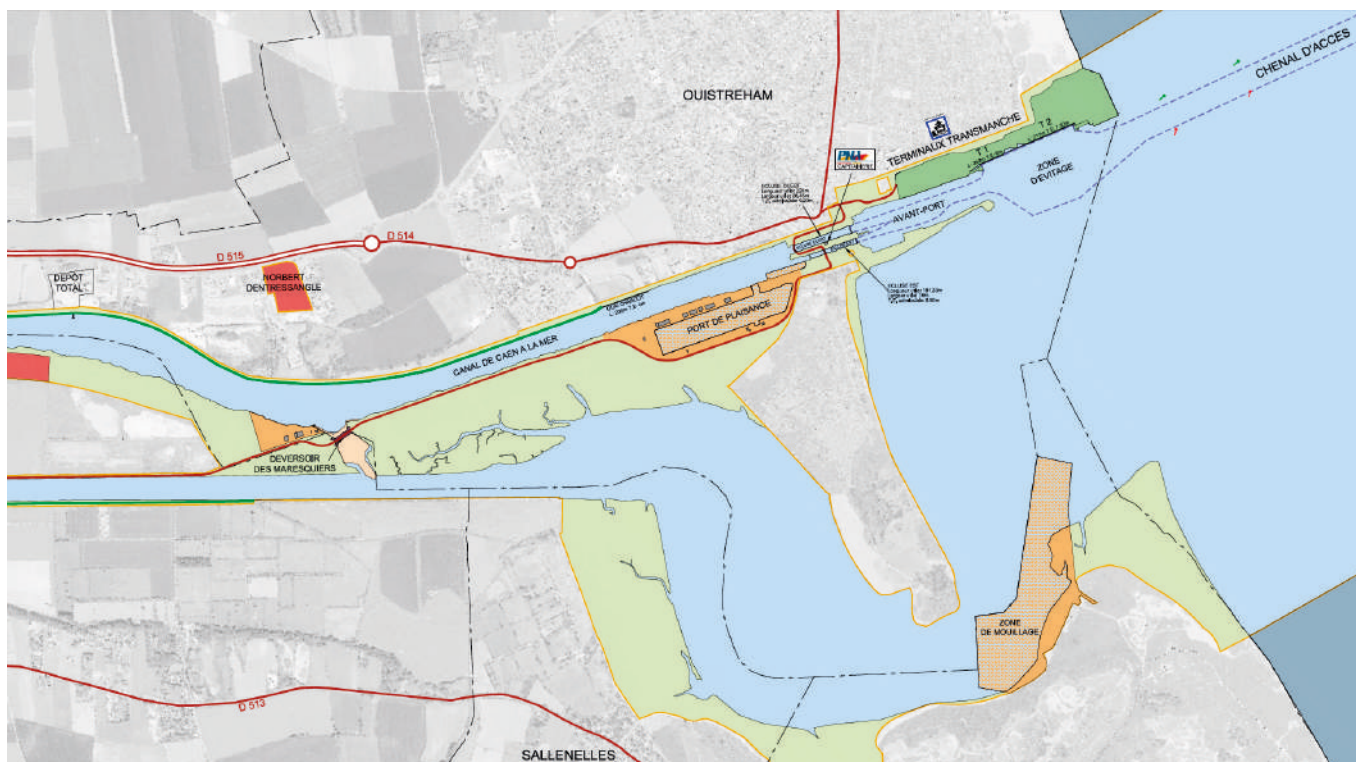 OUISTREHAM
CHENAL D'ACCES
TERMINAUX TRANSMANCHE
T 2
T 1
ZONE
D'EVITAGE
PNA
AVANT-PORT
D 514
D 515
DEPOT
TOTAL
NORBERT
DENTRESSANGLE
PORT DE PLAISANCE
CANAL DE CAEN A LA MER
DEVERSOIR
DES MARESQUIERS
ZONE
DE MOUILLAGE
D 513
SALLENELLES